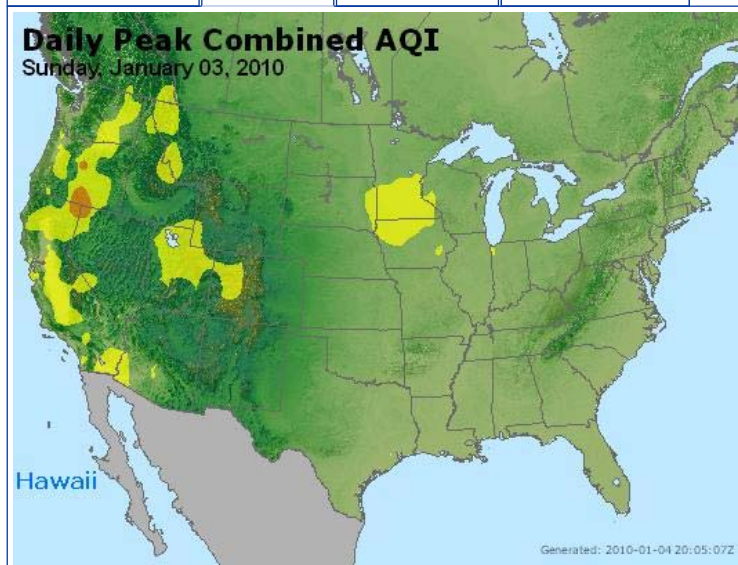 Daily Peak Combined AQI
Sunday, January 03, 2010
Hawaii
Generated: 2010-01-04 20:05:07Z